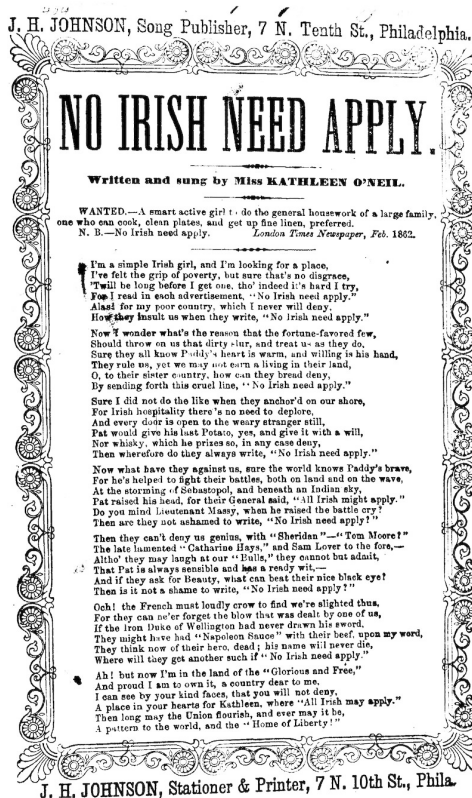 J. H. JOHNSON, Song Publisher, 7 N. Tenth St., Philadelphia.
NO IRISH NEED APPLY.
Written and sung by Miss KATHLEEN O'NEIL.
WANTED.—A smart active girl to do the general housework of a large family,
one who can cook, clean plates, and get up fine linen, preferred.
N. B.—No Irish need apply. London Times Newspaper, Feb. 1862.
I'm a simple Irish girl, and I'm looking for a place,
I've felt the grip of poverty, but sure that's no disgrace,
'Twill be long before I get one, tho' indeed it's hard I try,
For I read in each advertisement, "No Irish need apply."
Alas! for my poor country, which I never will deny,
How they insult us when they write, "No Irish need apply."
Now I wonder what's the reason that the fortune-favored few,
Should throw on us that dirty slur, and treat us as they do,
Sure they all know Paddy's heart is warm, and willing is his hand,
They rule us, yet we may not earn a living in their land,
O, to their sister country, how can they bread deny,
By sending forth this cruel line, "No Irish need apply."
Sure I did not do the like when they anchor'd on our shore,
For Irish hospitality there's no need to deplore,
And every door is open to the weary stranger still,
Pat would give his last Potato, yes, and give it with a will,
Nor whisky, which he prizes so, in any case deny,
Then wherefore do they always write, "No Irish need apply."
Now what have they against us, sure the world knows Paddy's brave,
For he's helped to fight their battles, both on land and on the wave,
At the storming of Sebastopol, and beneath an Indian sky,
Pat raised his head, for their General said, "All Irish might apply."
Do you mind Lieutenant Massy, when he raised the battle cry?
Then are they not ashamed to write, "No Irish need apply?"
Then they can't deny us genius, with "Sheridan"—"Tom Moore?"
The late lamented "Catharine Hays," and Sam Lover to the fore,—
Altho' they may laugh at our "Bulls," they cannot but admit,
That Pat is always sensible and has a ready wit,—
And if they ask for Beauty, what can beat their nice black eye?
Then is it not a shame to write, "No Irish need apply?"
Och! the French must loudly crow to find we're slighted thus,
For they can ne'er forget the blow that was dealt by one of us,
If the Iron Duke of Wellington had never drawn his sword,
They might have had "Napoleon Sauce" with their beef, upon my word,
They think now of their hero, dead; his name will never die,
Where will they get another such if "No Irish need apply."
Ah! but now I'm in the land of the "Glorious and Free,"
And proud I am to own it, a country dear to me,
I can see by your kind faces, that you will not deny,
A place in your hearts for Kathleen, where "All Irish may apply."
Then long may the Union flourish, and ever may it be,
A pattern to the world, and the "Home of Liberty!"
J. H. JOHNSON, Stationer & Printer, 7 N. 10th St., Phila.